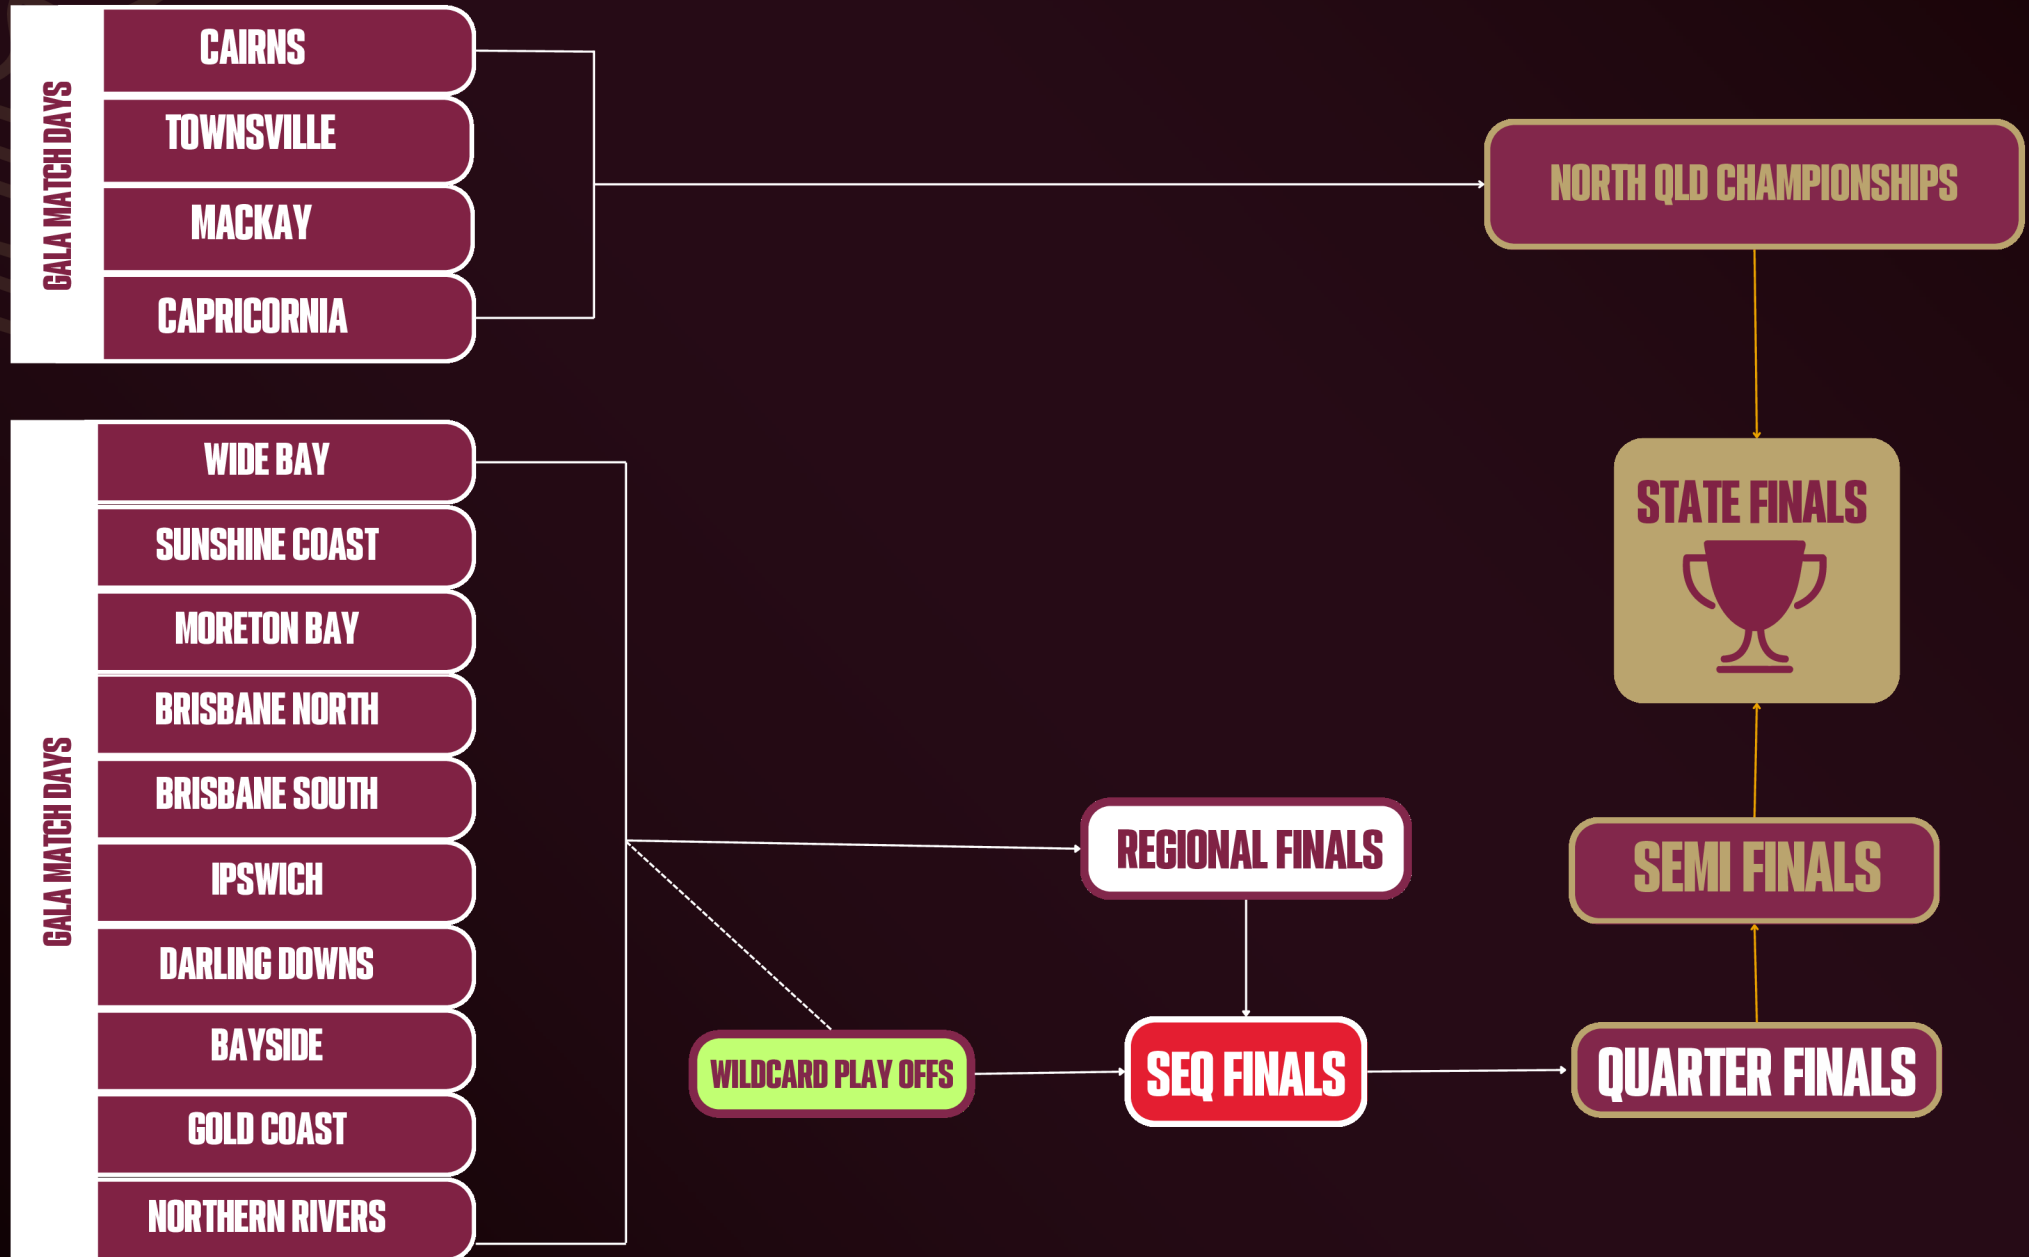 GALA MATCH DAYS
CAIRNS
TOWNSVILLE
MACKAY
CAPRICORNIA
NORTH QLD CHAMPIONSHIPS
GALA MATCH DAYS
WIDE BAY
SUNSHINE COAST
MORETON BAY
BRISBANE NORTH
BRISBANE SOUTH
IPSWICH
DARLING DOWNS
BAYSIDE
GOLD COAST
NORTHERN RIVERS
REGIONAL FINALS
WILDCARD PLAY OFFS
SEQ FINALS
QUARTER FINALS
SEMI FINALS
STATE FINALS